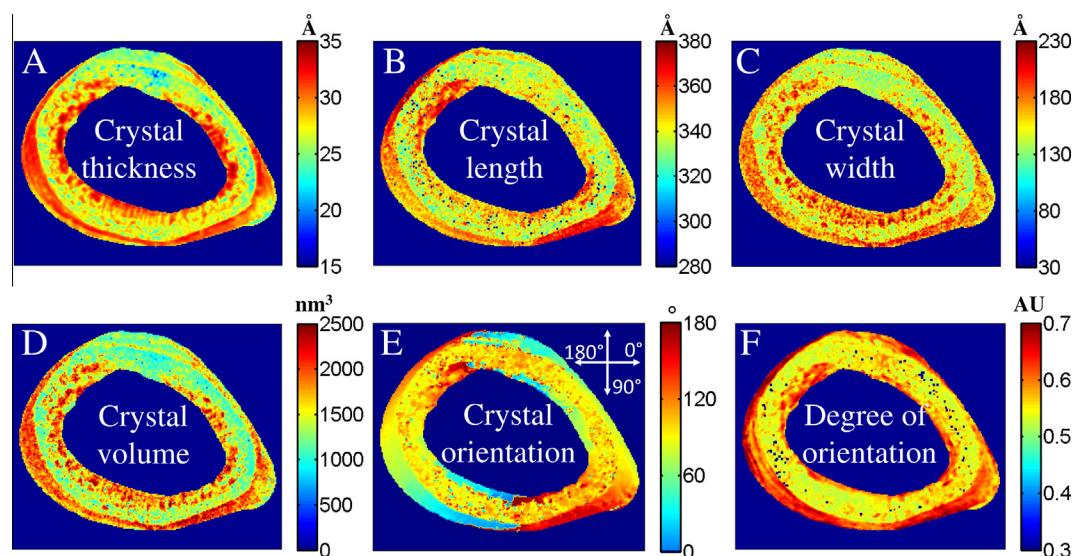 Å
Å
Å
A
Crystal
thickness
35
30
25
20
15
B
Crystal
length
380
360
340
320
300
280
C
Crystal
width
230
180
130
80
30
nm³
°
AU
D
Crystal
volume
2500
2000
1500
1000
500
0
E
180° 0°
90°
Crystal
orientation
180
120
60
0
F
Degree of
orientation
0.7
0.6
0.5
0.4
0.3